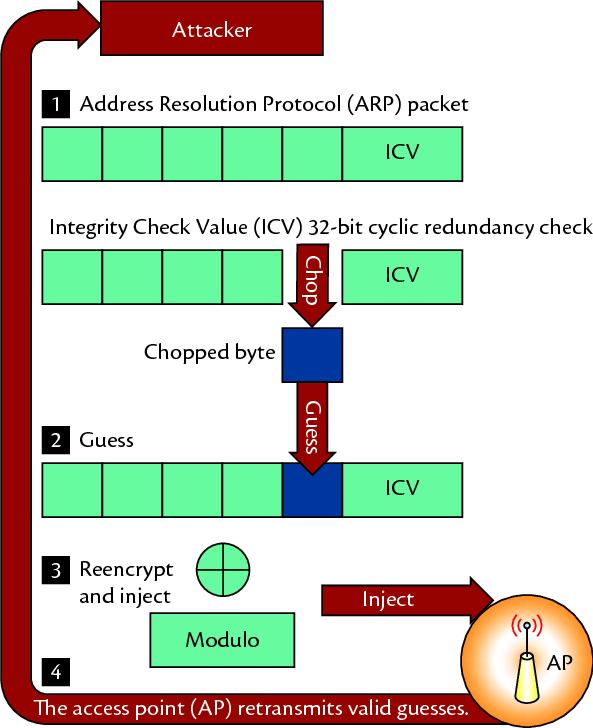 Attacker
1 Address Resolution Protocol (ARP) packet
ICV
Integrity Check Value (ICV) 32-bit cyclic redundancy check
Chop
ICV
Chopped byte
Guess
2 Guess
ICV
3 Reencrypt
and inject
Inject
Modulo
AP
4
The access point (AP) retransmits valid guesses.